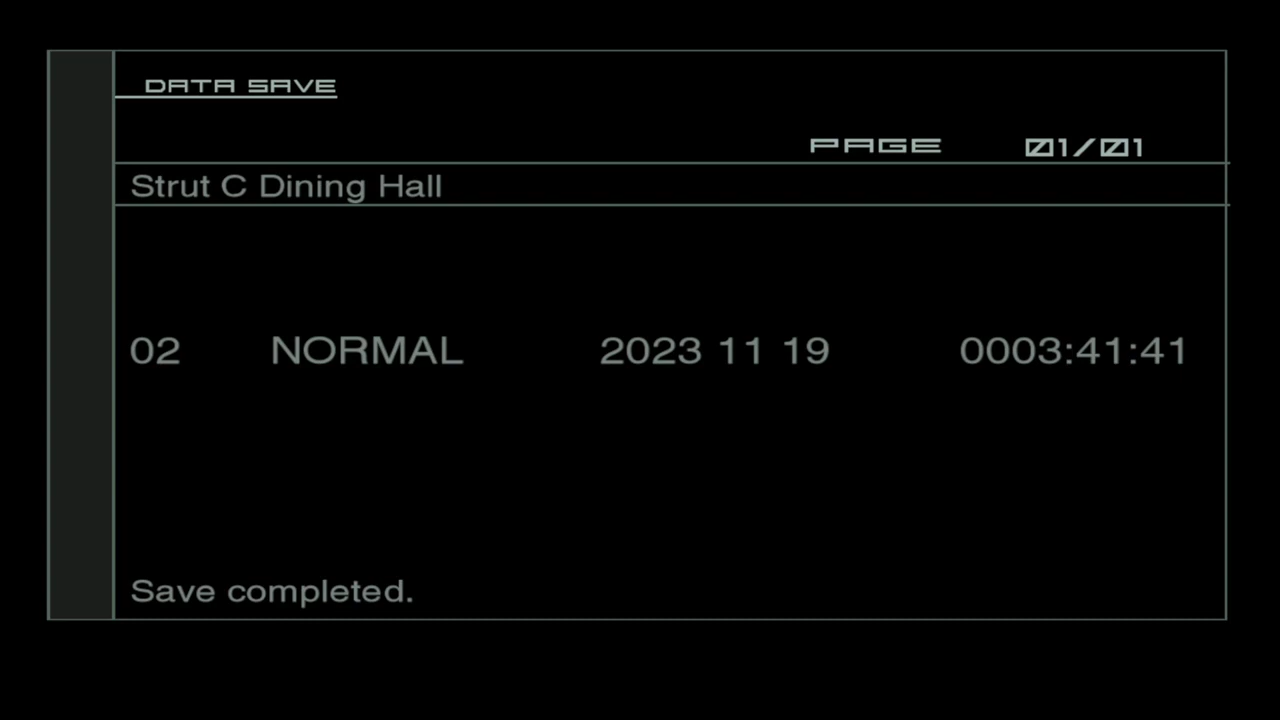 DATA SAVE
PAGE 01/01
Strut C Dining Hall
02 NORMAL 2023 11 19 0003:41:41
Save completed.